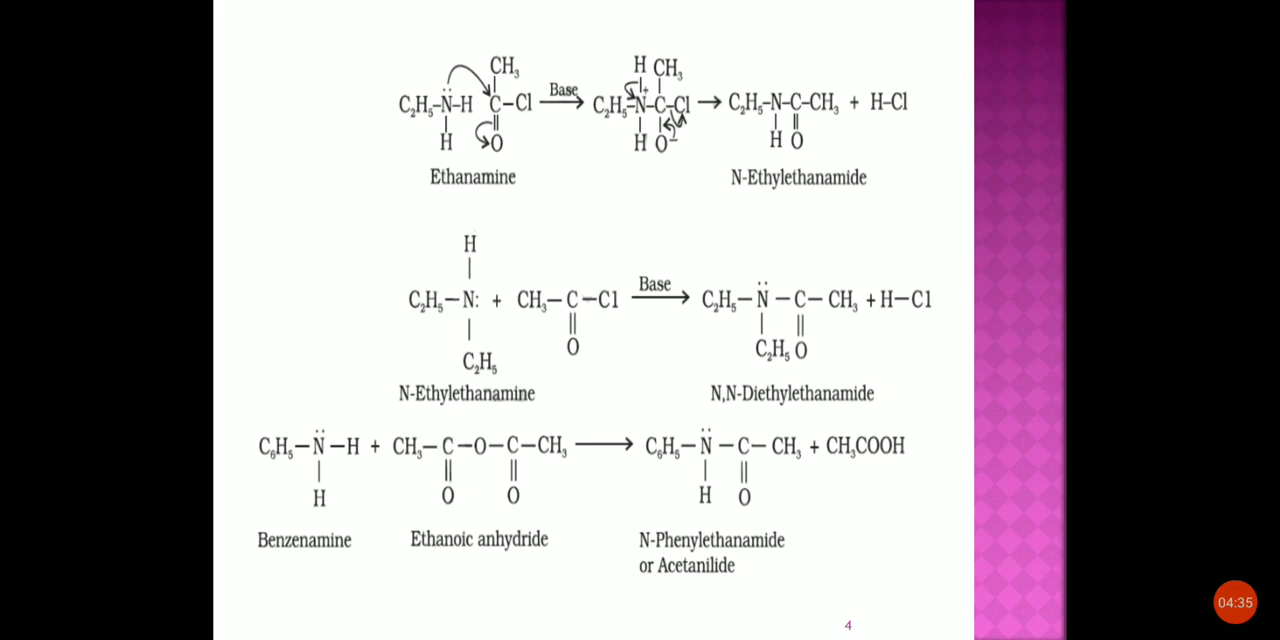 H CH₃
CH₃
C₂H₅–N̈–H C–Cl Base C₂H₅–N⁺–C–Cl → C₂H₅–N–C–CH₃ + H–Cl
H O H O⁻ H O
Ethanamine N-Ethylethanamide
H
C₂H₅—N: + CH₃—C—Cl Base C₂H₅—N̈—C—CH₃ + H—Cl
O
C₂H₅ C₂H₅ O
N-Ethylethanamine N,N-Diethylethanamide
C₆H₅—N̈—H + CH₃—C—O—C—CH₃ → C₆H₅—N̈—C—CH₃ + CH₃COOH
H O O H O
Benzenamine Ethanoic anhydride N-Phenylethanamide
or Acetanilide
4
04:35